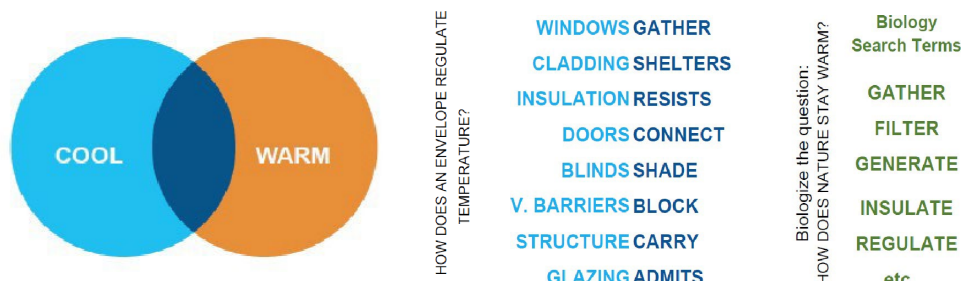 COOL
WARM
HOW DOES AN ENVELOPE REGULATE
TEMPERATURE?
WINDOWS GATHER
CLADDING SHELTERS
INSULATION RESISTS
DOORS CONNECT
BLINDS SHADE
V. BARRIERS BLOCK
STRUCTURE CARRY
GLAZING ADMITS
Biologize the question:
HOW DOES NATURE STAY WARM?
Biology
Search Terms
GATHER
FILTER
GENERATE
INSULATE
REGULATE
etc